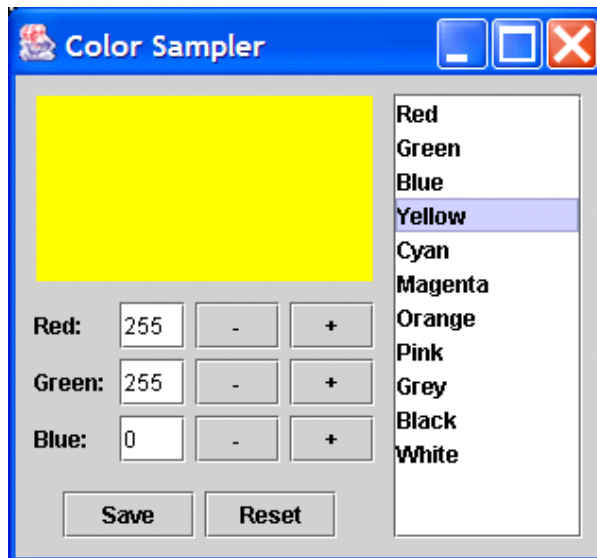 Color Sampler
Red
Green
Blue
Yellow
Cyan
Magenta
Orange
Pink
Grey
Black
White
Red: 255 - +
Green: 255 - +
Blue: 0 - +
Save Reset